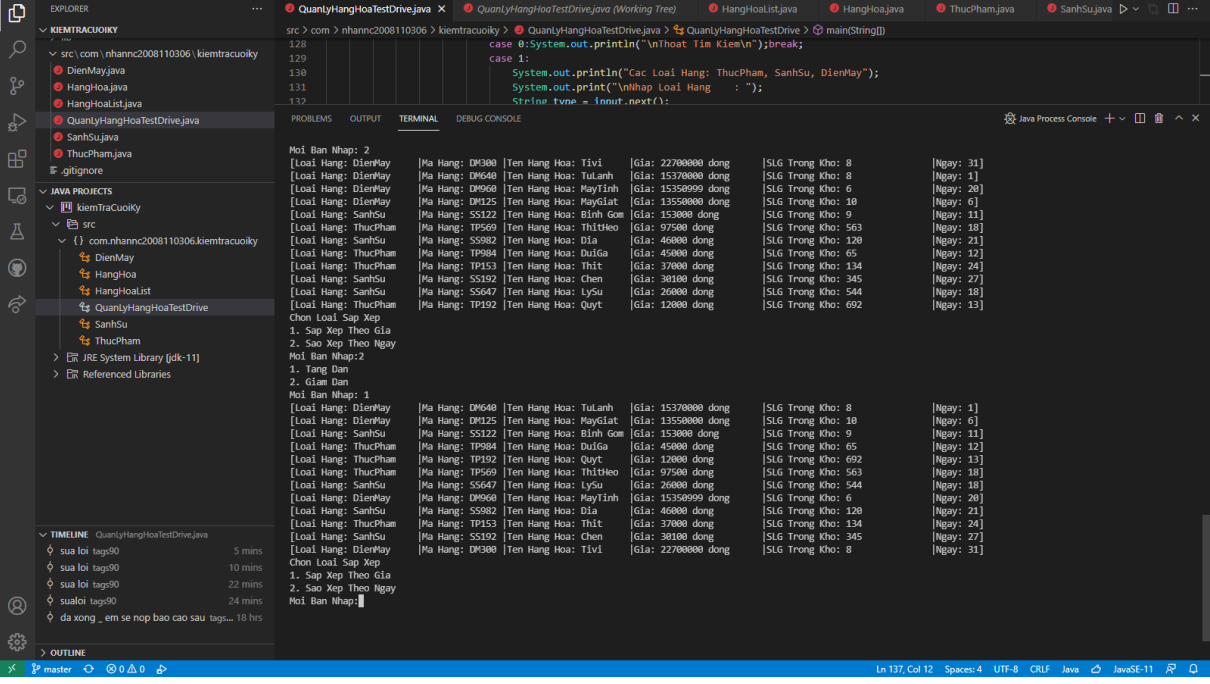 EXPLORER ···
KIEMTRACUOIKY
lib
src\com\nhannc2008110306\kiemtracuoiky
DienMay.java
HangHoa.java
HangHoaList.java
QuanLyHangHoaTestDrive.java
SanhSu.java
ThucPham.java
.gitignore
JAVA PROJECTS
kiemTraCuoiKy
src
{} com.nhannc2008110306.kiemtracuoiky
DienMay
HangHoa
HangHoaList
QuanLyHangHoaTestDrive
SanhSu
ThucPham
JRE System Library [jdk-11]
Referenced Libraries
TIMELINE QuanLyHangHoaTestDrive.java
sua loi tags90 5 mins
sua loi tags90 10 mins
sua loi tags90 22 mins
sualoi tags90 24 mins
da xong _ em se nop bao cao sau tags... 18 hrs
OUTLINE
QuanLyHangHoaTestDrive.java QuanLyHangHoaTestDrive.java (Working Tree) HangHoaList.java HangHoa.java ThucPham.java SanhSu.java ···
src > com > nhannc2008110306 > kiemtracuoiky > QuanLyHangHoaTestDrive.java > QuanLyHangHoaTestDrive > main(String[])
128 case 0:System.out.println("\nThoat Tim Kiem\n");break;
129 case 1:
130 System.out.println("Cac Loai Hang: ThucPham, SanhSu, DienMay");
131 System.out.print("\nNhap Loai Hang    : ");
132 String type = input.next();
PROBLEMS OUTPUT TERMINAL DEBUG CONSOLE Java Process Console
Moi Ban Nhap: 2
[Loai Hang: DienMay |Ma Hang: DM300 |Ten Hang Hoa: Tivi |Gia: 22700000 dong |SLG Trong Kho: 8 |Ngay: 31]
[Loai Hang: DienMay |Ma Hang: DM640 |Ten Hang Hoa: TuLanh |Gia: 15370000 dong |SLG Trong Kho: 8 |Ngay: 1]
[Loai Hang: DienMay |Ma Hang: DM960 |Ten Hang Hoa: MayTinh |Gia: 15350999 dong |SLG Trong Kho: 6 |Ngay: 20]
[Loai Hang: DienMay |Ma Hang: DM125 |Ten Hang Hoa: MayGiat |Gia: 13550000 dong |SLG Trong Kho: 10 |Ngay: 6]
[Loai Hang: SanhSu |Ma Hang: SS122 |Ten Hang Hoa: Binh Gom |Gia: 153000 dong |SLG Trong Kho: 9 |Ngay: 11]
[Loai Hang: ThucPham |Ma Hang: TP569 |Ten Hang Hoa: ThitHeo |Gia: 97500 dong |SLG Trong Kho: 563 |Ngay: 18]
[Loai Hang: SanhSu |Ma Hang: SS982 |Ten Hang Hoa: Dia |Gia: 46000 dong |SLG Trong Kho: 120 |Ngay: 21]
[Loai Hang: ThucPham |Ma Hang: TP984 |Ten Hang Hoa: DuiGa |Gia: 45000 dong |SLG Trong Kho: 65 |Ngay: 12]
[Loai Hang: ThucPham |Ma Hang: TP153 |Ten Hang Hoa: Thit |Gia: 37000 dong |SLG Trong Kho: 134 |Ngay: 24]
[Loai Hang: SanhSu |Ma Hang: SS192 |Ten Hang Hoa: Chen |Gia: 30100 dong |SLG Trong Kho: 345 |Ngay: 27]
[Loai Hang: SanhSu |Ma Hang: SS647 |Ten Hang Hoa: LySu |Gia: 26000 dong |SLG Trong Kho: 544 |Ngay: 18]
[Loai Hang: ThucPham |Ma Hang: TP192 |Ten Hang Hoa: Quyt |Gia: 12000 dong |SLG Trong Kho: 692 |Ngay: 13]
Chon Loai Sap Xep
1. Sap Xep Theo Gia
2. Sao Xep Theo Ngay
Moi Ban Nhap:2
1. Tang Dan
2. Giam Dan
Moi Ban Nhap: 1
[Loai Hang: DienMay |Ma Hang: DM640 |Ten Hang Hoa: TuLanh |Gia: 15370000 dong |SLG Trong Kho: 8 |Ngay: 1]
[Loai Hang: DienMay |Ma Hang: DM125 |Ten Hang Hoa: MayGiat |Gia: 13550000 dong |SLG Trong Kho: 10 |Ngay: 6]
[Loai Hang: SanhSu |Ma Hang: SS122 |Ten Hang Hoa: Binh Gom |Gia: 153000 dong |SLG Trong Kho: 9 |Ngay: 11]
[Loai Hang: ThucPham |Ma Hang: TP984 |Ten Hang Hoa: DuiGa |Gia: 45000 dong |SLG Trong Kho: 65 |Ngay: 12]
[Loai Hang: ThucPham |Ma Hang: TP192 |Ten Hang Hoa: Quyt |Gia: 12000 dong |SLG Trong Kho: 692 |Ngay: 13]
[Loai Hang: ThucPham |Ma Hang: TP569 |Ten Hang Hoa: ThitHeo |Gia: 97500 dong |SLG Trong Kho: 563 |Ngay: 18]
[Loai Hang: SanhSu |Ma Hang: SS647 |Ten Hang Hoa: LySu |Gia: 26000 dong |SLG Trong Kho: 544 |Ngay: 18]
[Loai Hang: DienMay |Ma Hang: DM960 |Ten Hang Hoa: MayTinh |Gia: 15350999 dong |SLG Trong Kho: 6 |Ngay: 20]
[Loai Hang: SanhSu |Ma Hang: SS982 |Ten Hang Hoa: Dia |Gia: 46000 dong |SLG Trong Kho: 120 |Ngay: 21]
[Loai Hang: ThucPham |Ma Hang: TP153 |Ten Hang Hoa: Thit |Gia: 37000 dong |SLG Trong Kho: 134 |Ngay: 24]
[Loai Hang: SanhSu |Ma Hang: SS192 |Ten Hang Hoa: Chen |Gia: 30100 dong |SLG Trong Kho: 345 |Ngay: 27]
[Loai Hang: DienMay |Ma Hang: DM300 |Ten Hang Hoa: Tivi |Gia: 22700000 dong |SLG Trong Kho: 8 |Ngay: 31]
Chon Loai Sap Xep
1. Sap Xep Theo Gia
2. Sao Xep Theo Ngay
Moi Ban Nhap:
master 0 0 Ln 137, Col 12 Spaces: 4 UTF-8 CRLF Java JavaSE-11